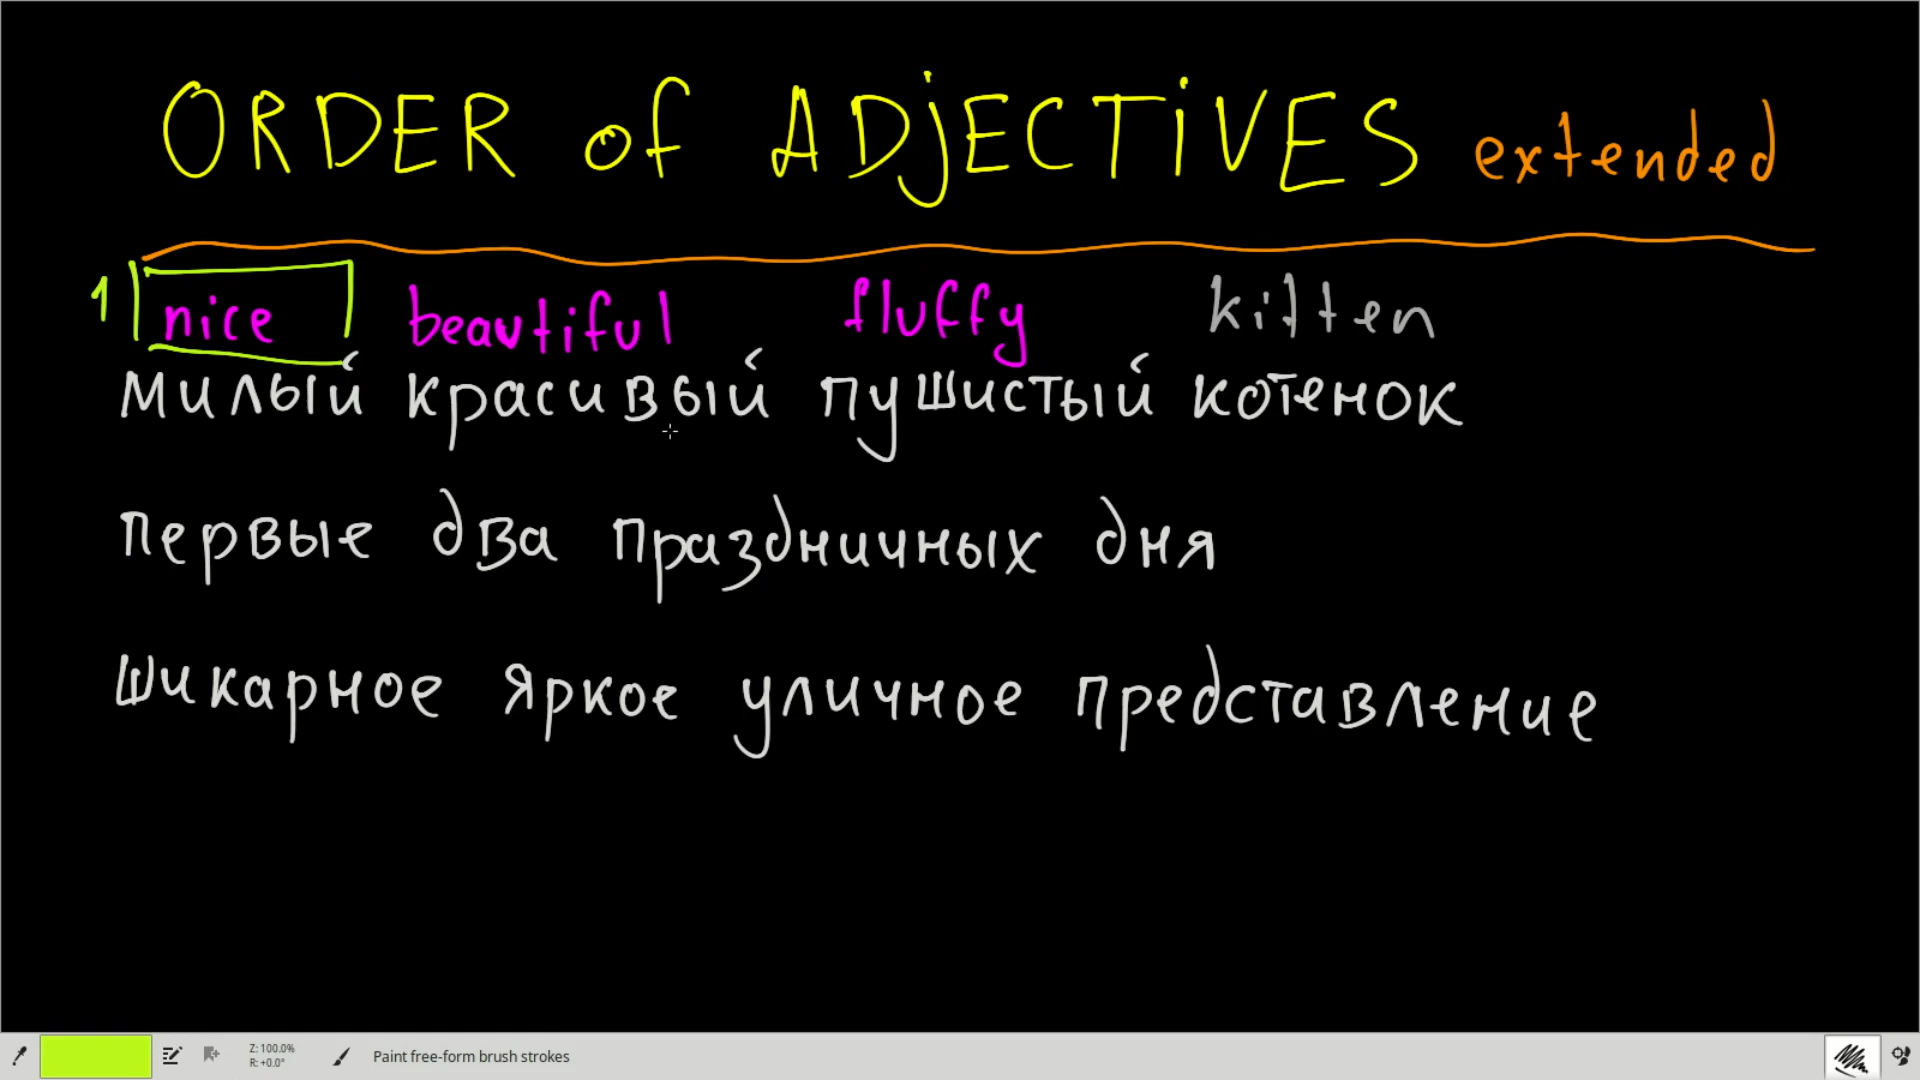 ORDER of ADjECTiVES extended
1 nice beautiful fluffy kitten
милый красивый пушистый котенок
первые два праздничных дня
шикарное яркое уличное представление
Z: 100.0%
R: +0.0°
Paint free-form brush strokes